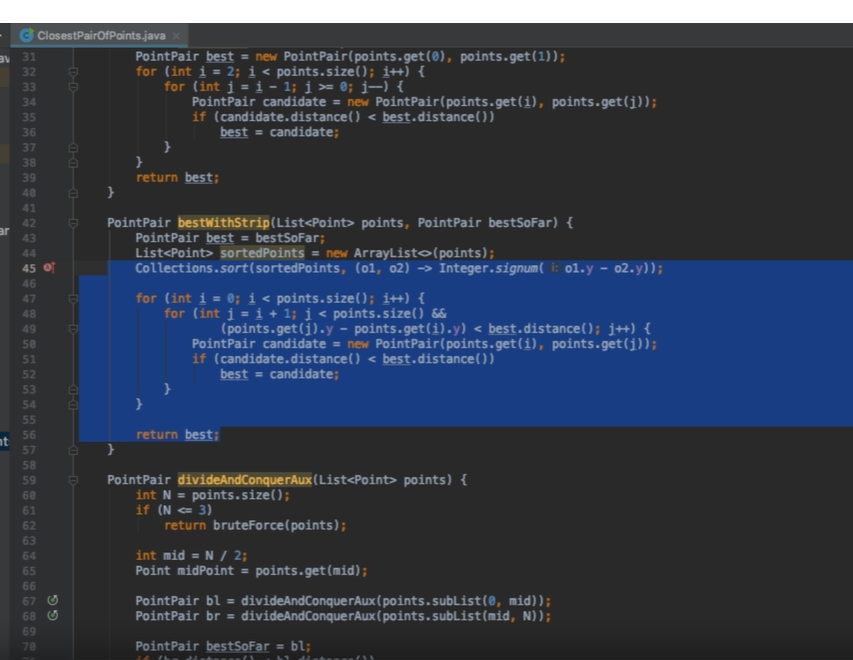 ClosestPairOfPoints.java
31 PointPair best = new PointPair(points.get(0), points.get(1));
32 for (int i = 2; i < points.size(); i++) {
33 for (int j = i - 1; j >= 0; j--) {
34 PointPair candidate = new PointPair(points.get(i), points.get(j));
35 if (candidate.distance() < best.distance())
36 best = candidate;
37 }
38 }
39 return best;
40 }
41
42 PointPair bestWithStrip(List<Point> points, PointPair bestSoFar) {
43 PointPair best = bestSoFar;
44 List<Point> sortedPoints = new ArrayList<>(points);
45 Collections.sort(sortedPoints, (o1, o2) -> Integer.signum( i: o1.y - o2.y));
46
47 for (int i = 0; i < points.size(); i++) {
48 for (int j = i + 1; j < points.size() &&
49 (points.get(j).y - points.get(i).y) < best.distance(); j++) {
50 PointPair candidate = new PointPair(points.get(i), points.get(j));
51 if (candidate.distance() < best.distance())
52 best = candidate;
53 }
54 }
55
56 return best;
57 }
58
59 PointPair divideAndConquerAux(List<Point> points) {
60 int N = points.size();
61 if (N <= 3)
62 return bruteForce(points);
63
64 int mid = N / 2;
65 Point midPoint = points.get(mid);
66
67 PointPair bl = divideAndConquerAux(points.subList(0, mid));
68 PointPair br = divideAndConquerAux(points.subList(mid, N));
69
70 PointPair bestSoFar = bl;